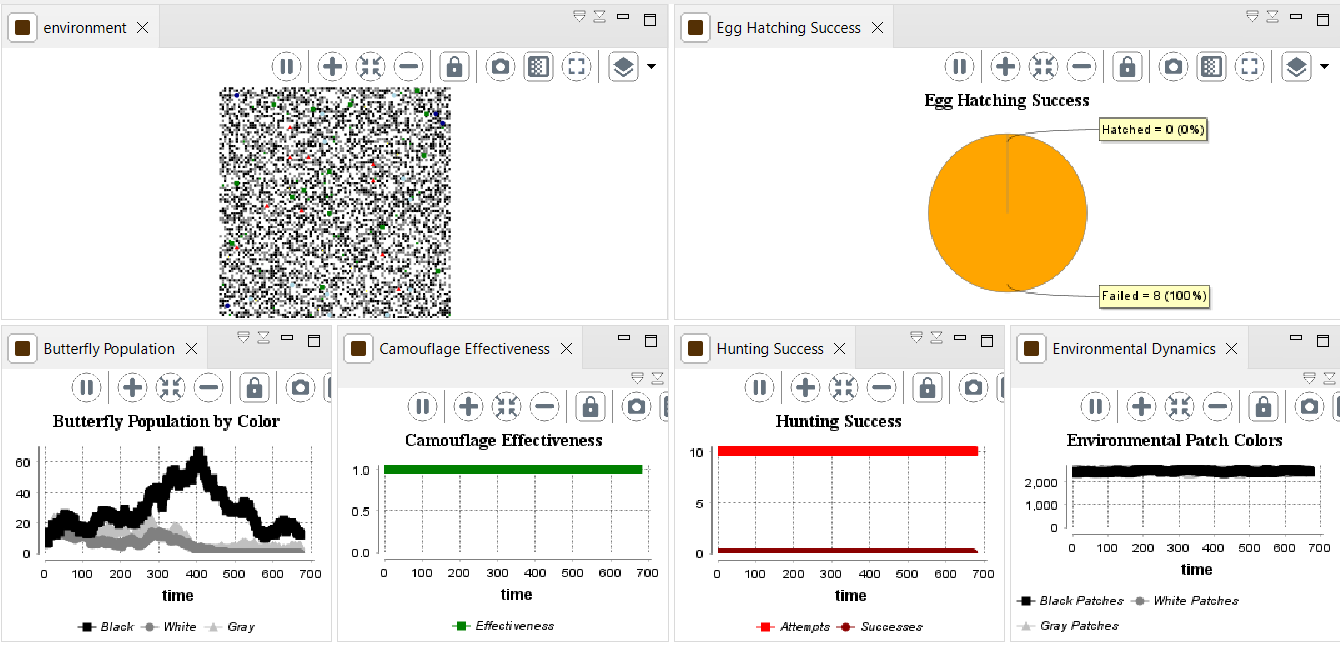 environment
Egg Hatching Success
Egg Hatching Success
Hatched = 0 (0%)
Failed = 8 (100%)
Butterfly Population
Butterfly Population by Color
60
40
20
0
0 100 200 300 400 500 600 700
time
Black White Gray
Camouflage Effectiveness
Camouflage Effectiveness
1.0
0.5
0.0
0 100 200 300 400 500 600 700
time
Effectiveness
Hunting Success
Hunting Success
10
5
0
0 100 200 300 400 500 600 700
time
Attempts Successes
Environmental Dynamics
Environmental Patch Colors
2,000
1,000
0
0 100 200 300 400 500 600 700
time
Black Patches White Patches
Gray Patches